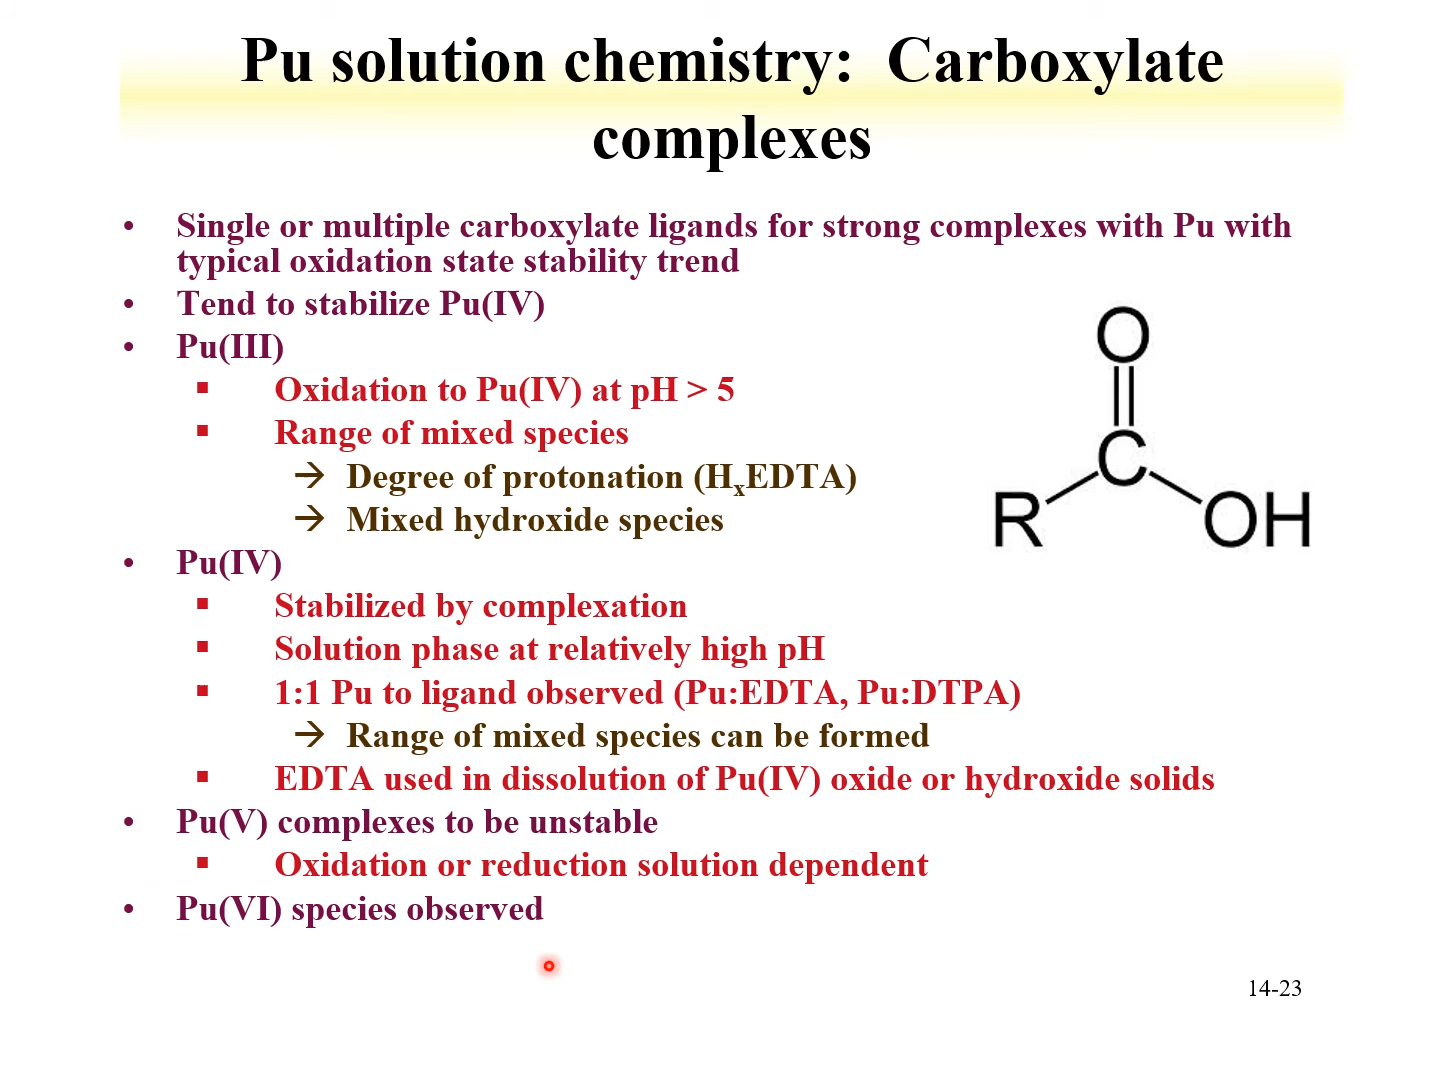 Pu solution chemistry: Carboxylate
complexes
• Single or multiple carboxylate ligands for strong complexes with Pu with
typical oxidation state stability trend
• Tend to stabilize Pu(IV)
• Pu(III)
▪ Oxidation to Pu(IV) at pH > 5
▪ Range of mixed species
→ Degree of protonation (HxEDTA)
→ Mixed hydroxide species
• Pu(IV)
▪ Stabilized by complexation
▪ Solution phase at relatively high pH
▪ 1:1 Pu to ligand observed (Pu:EDTA, Pu:DTPA)
→ Range of mixed species can be formed
▪ EDTA used in dissolution of Pu(IV) oxide or hydroxide solids
• Pu(V) complexes to be unstable
▪ Oxidation or reduction solution dependent
• Pu(VI) species observed
O
C
R OH
14-23